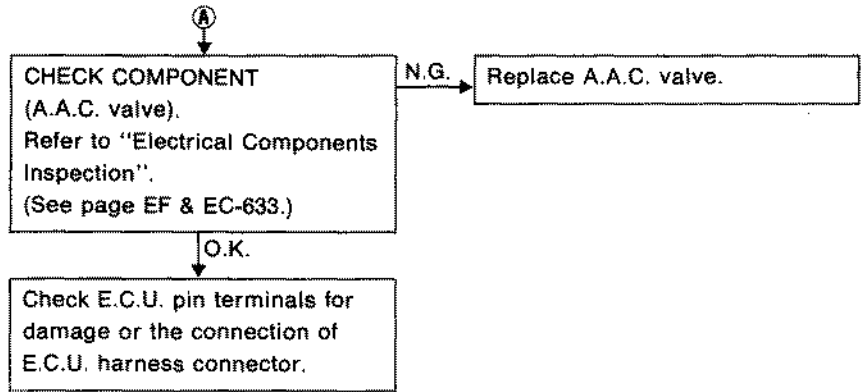 A
CHECK COMPONENT
(A.A.C. valve).
Refer to "Electrical Components
Inspection".
(See page EF & EC-633.)
N.G.
Replace A.A.C. valve.
O.K.
Check E.C.U. pin terminals for
damage or the connection of
E.C.U. harness connector.